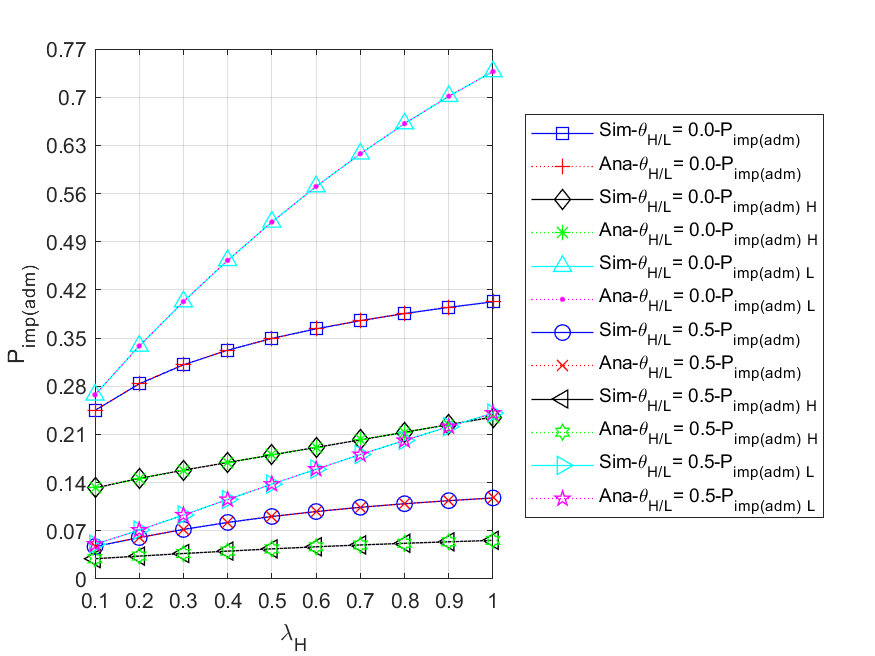 0.77
0.7
0.63
0.56
0.49
0.42
0.35
0.28
0.21
0.14
0.07
0
P_imp(adm)
0.1 0.2 0.3 0.4 0.5 0.6 0.7 0.8 0.9 1
λ_H
Sim-θ_H/L= 0.0-P_imp(adm)
Ana-θ_H/L= 0.0-P_imp(adm)
Sim-θ_H/L= 0.0-P_imp(adm) H
Ana-θ_H/L= 0.0-P_imp(adm) H
Sim-θ_H/L= 0.0-P_imp(adm) L
Ana-θ_H/L= 0.0-P_imp(adm) L
Sim-θ_H/L= 0.5-P_imp(adm)
Ana-θ_H/L= 0.5-P_imp(adm)
Sim-θ_H/L= 0.5-P_imp(adm) H
Ana-θ_H/L= 0.5-P_imp(adm) H
Sim-θ_H/L= 0.5-P_imp(adm) L
Ana-θ_H/L= 0.5-P_imp(adm) L